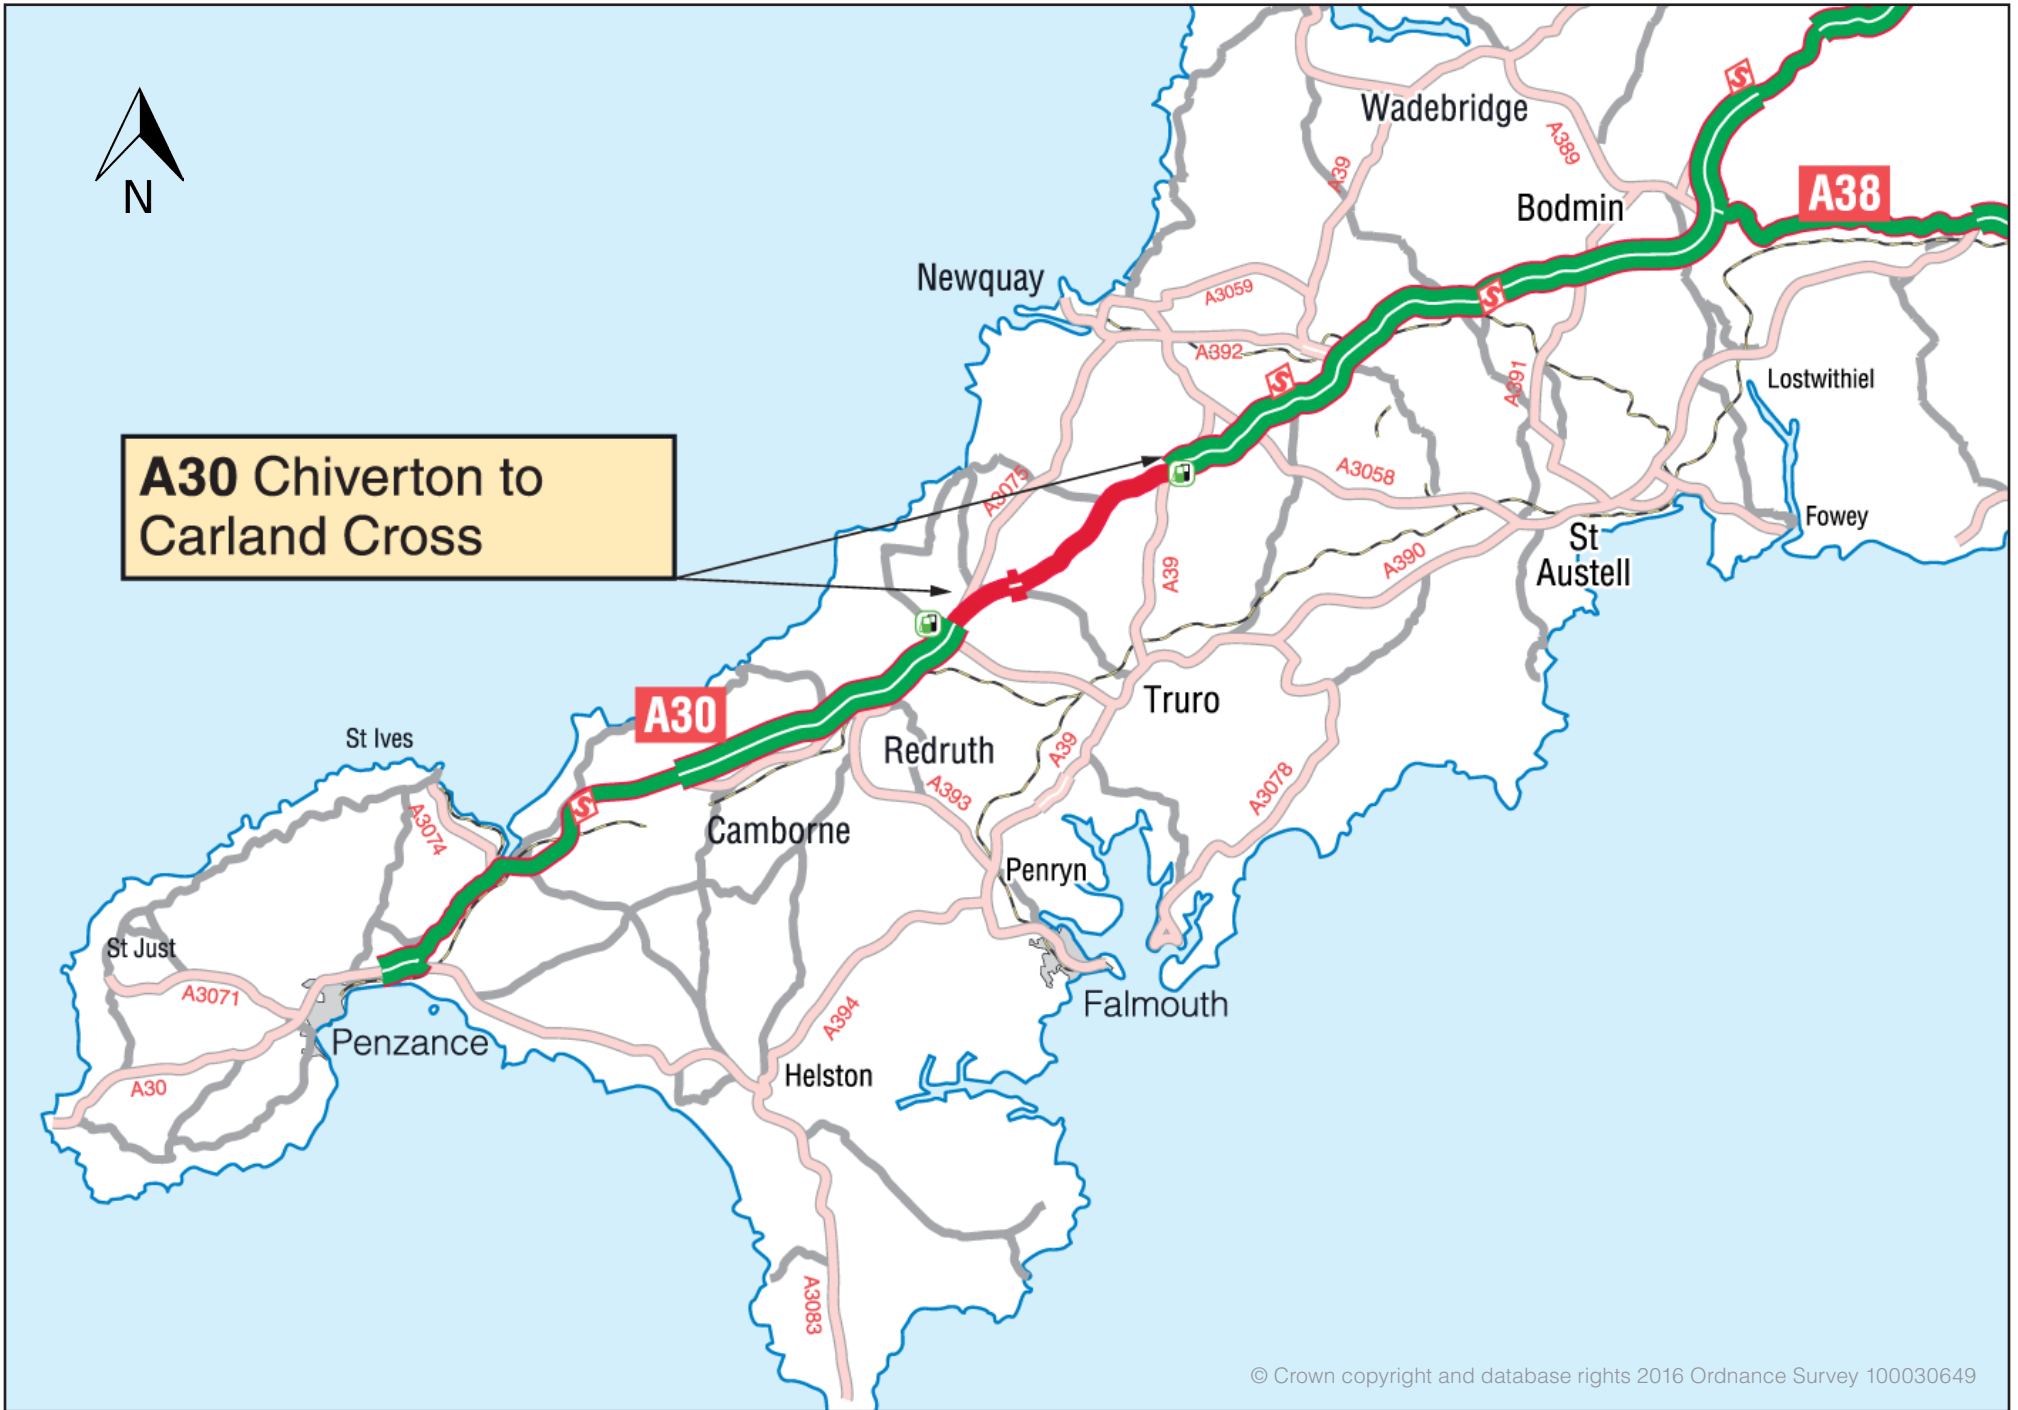 Wadebridge
A389
A39
Bodmin
A38
N
Newquay
A3059
A392
A391
Lostwithiel
A30 Chiverton to
Carland Cross
A3075
A3058
Fowey
St
Austell
A390
A39
A30
Truro
St Ives
Redruth
A39
A393
A3078
A3074
Camborne
Penryn
St Just
A3071
Penzance
A394
Falmouth
A30
Helston
A3083
S
S
S
S
© Crown copyright and database rights 2016 Ordnance Survey 100030649